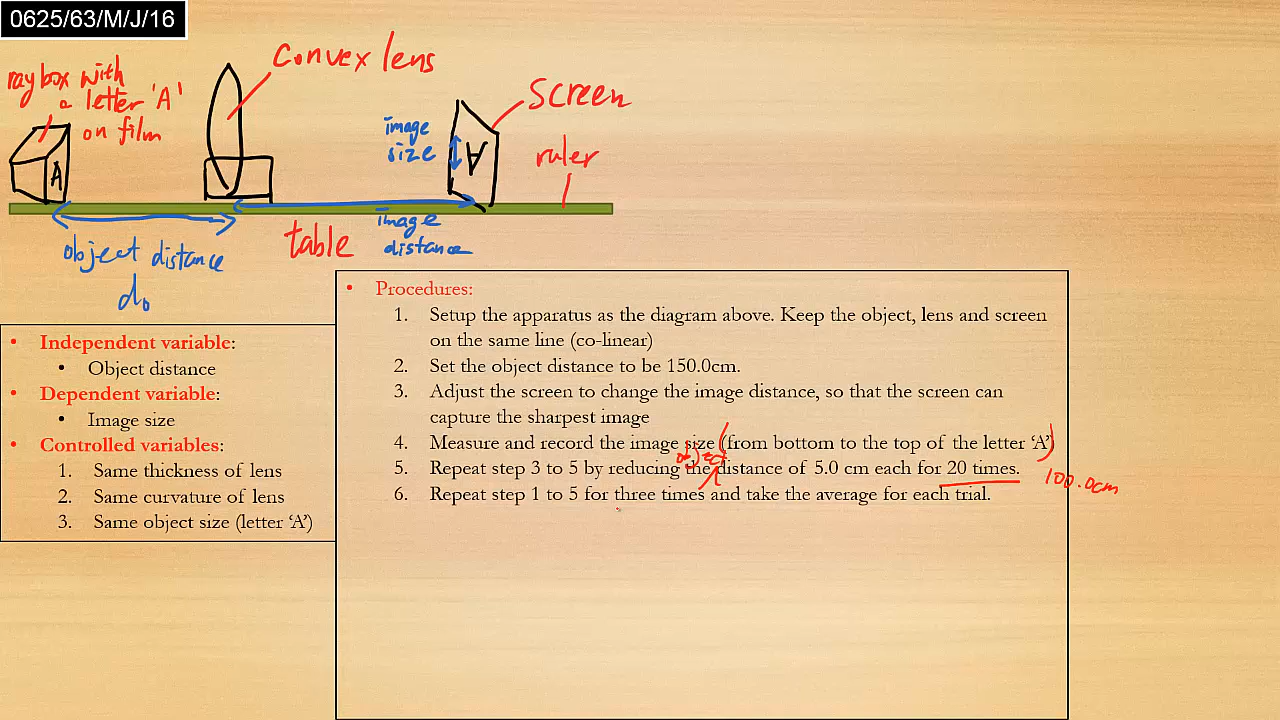 0625/63/M/J/16
ray box with
a letter 'A'
on film
convex lens
screen
image
size
ruler
A
A
object distance
do
table
image
distance
• Independent variable:
• Object distance
• Dependent variable:
• Image size
• Controlled variables:
1. Same thickness of lens
2. Same curvature of lens
3. Same object size (letter 'A')
• Procedures:
1. Setup the apparatus as the diagram above. Keep the object, lens and screen
on the same line (co-linear)
2. Set the object distance to be 150.0cm.
3. Adjust the screen to change the image distance, so that the screen can
capture the sharpest image
4. Measure and record the image size (from bottom to the top of the letter 'A')
object
5. Repeat step 3 to 5 by reducing the distance of 5.0 cm each for 20 times.
100.0cm
6. Repeat step 1 to 5 for three times and take the average for each trial.